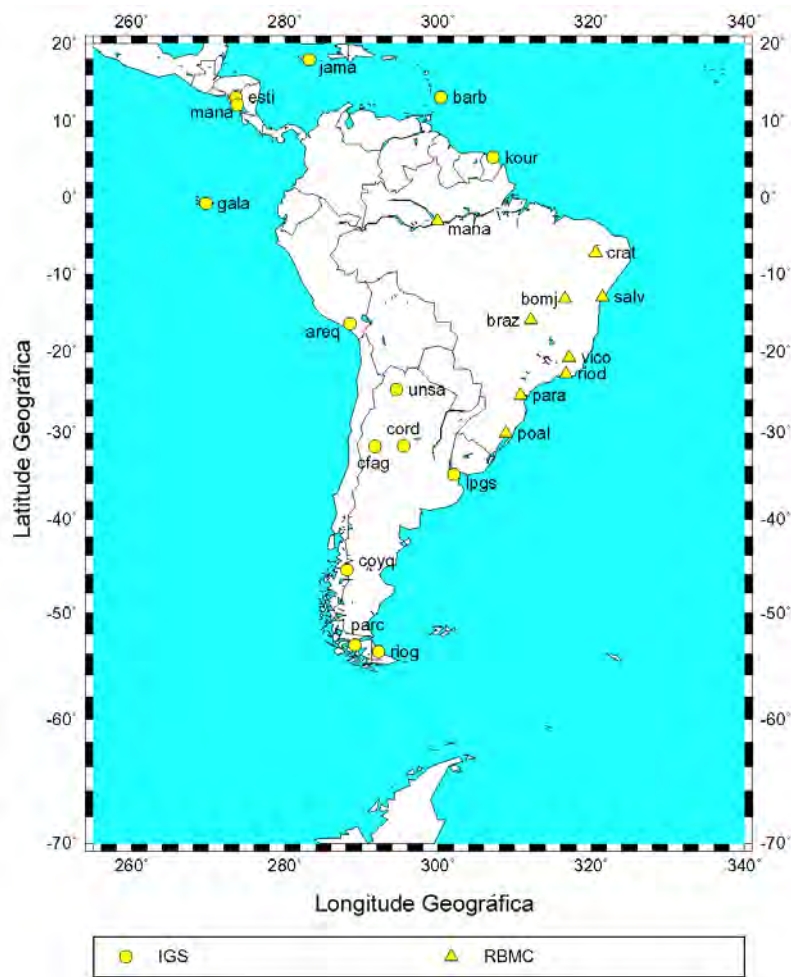 260˚ 280˚ 300˚ 320˚ 340˚
20˚ 20˚
jama
esti barb
mana
10˚ 10˚
kour
0˚ 0˚
gala
mana
crat
-10˚ -10˚
bomj salv
braz
areq
-20˚ vico -20˚
riod
unsa para
cord
-30˚ poal -30˚
cfag
lpgs
-40˚ -40˚
coyq
-50˚ -50˚
parc
riog
-60˚ -60˚
-70˚ -70˚
260˚ 280˚ 300˚ 320˚ 340˚
Latitude Geográfica
Longitude Geográfica
IGS RBMC